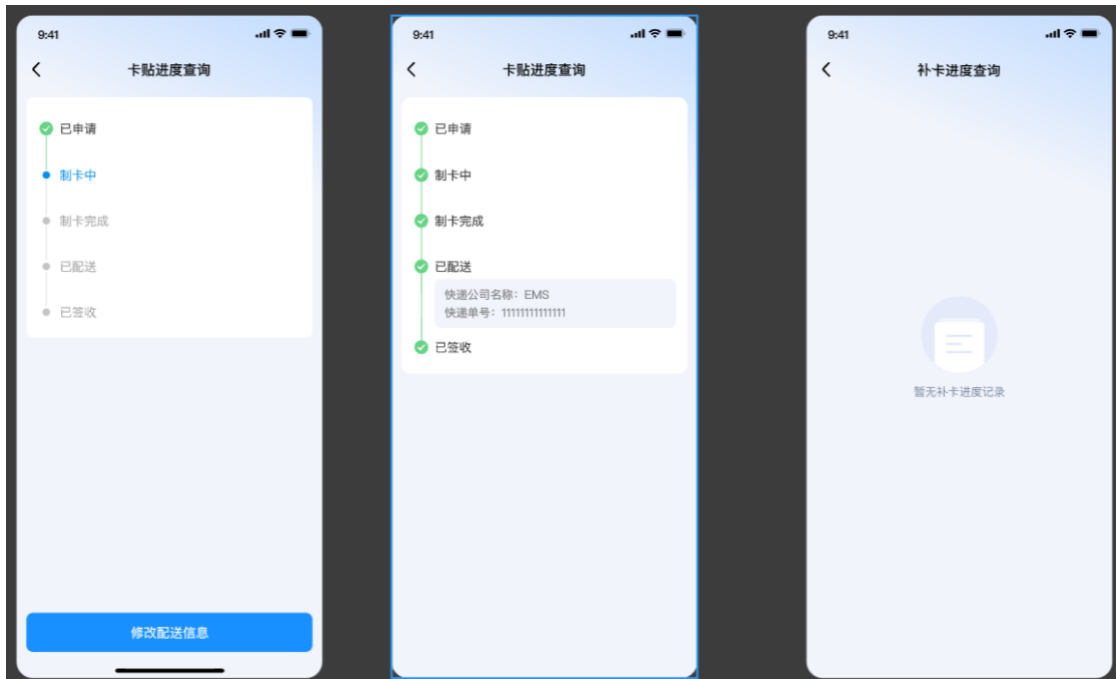 9:41
卡贴进度查询
已申请
制卡中
制卡完成
已配送
已签收
修改配送信息
9:41
卡贴进度查询
已申请
制卡中
制卡完成
已配送
快递公司名称：EMS
快递单号：11111111111111
已签收
9:41
补卡进度查询
暂无补卡进度记录